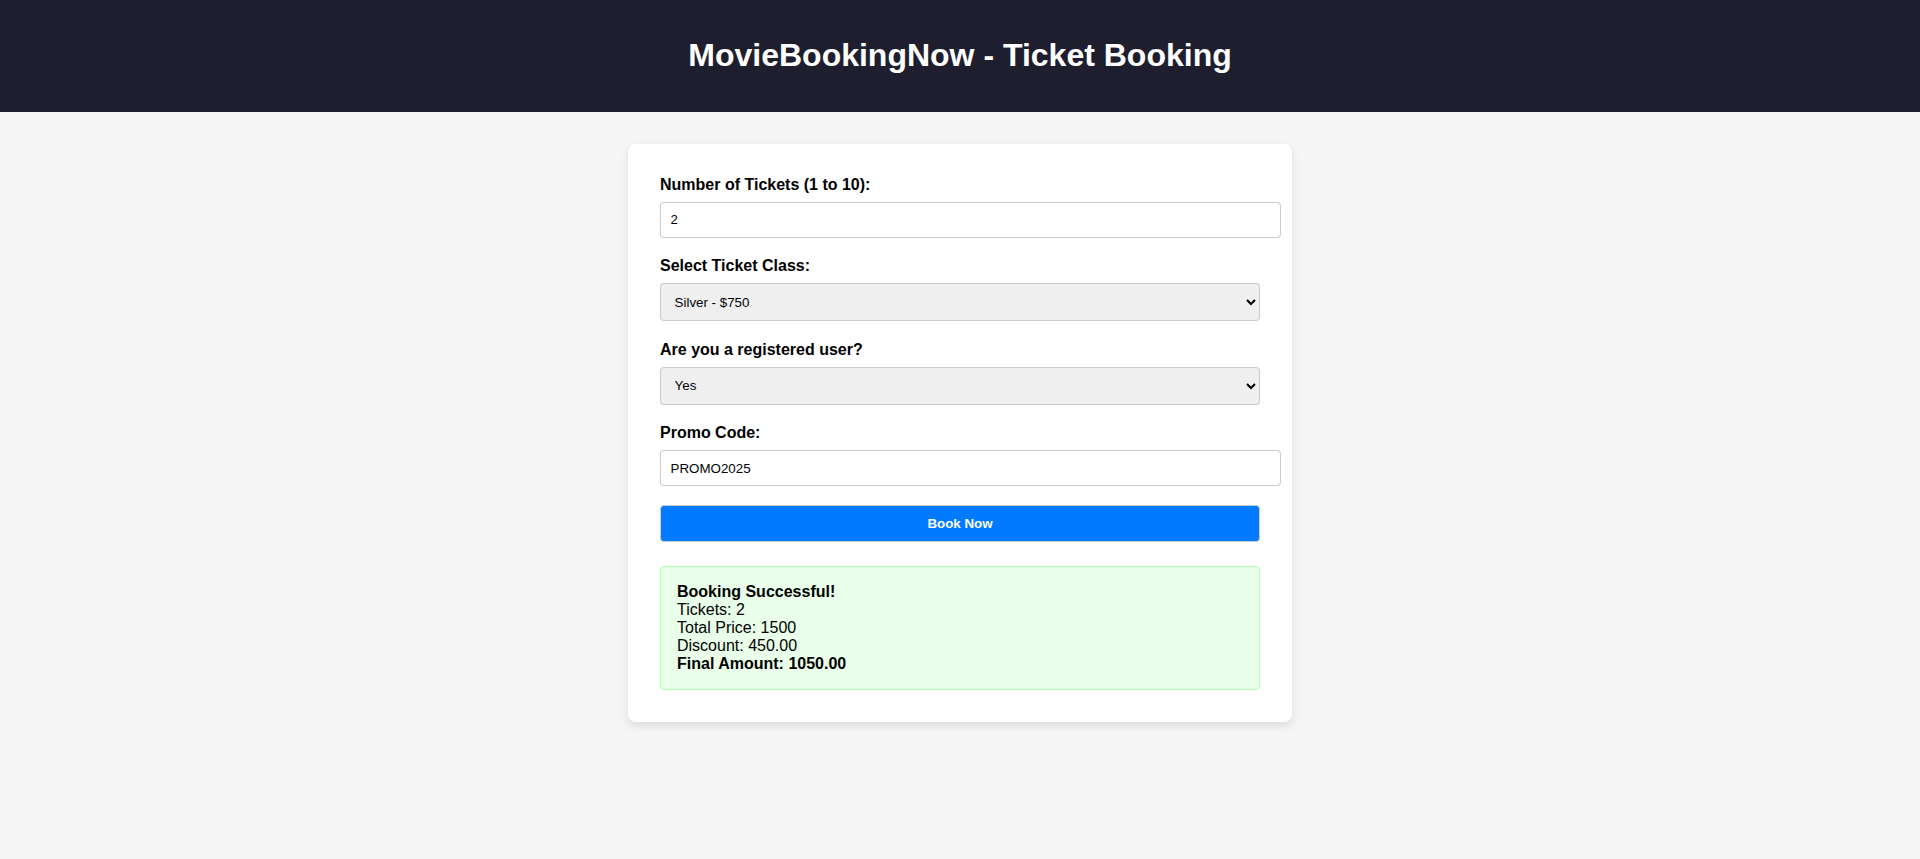 MovieBookingNow - Ticket Booking
Number of Tickets (1 to 10):
2
Select Ticket Class:
Silver - $750
Are you a registered user?
Yes
Promo Code:
PROMO2025
Book Now
Booking Successful!
Tickets: 2
Total Price: 1500
Discount: 450.00
Final Amount: 1050.00